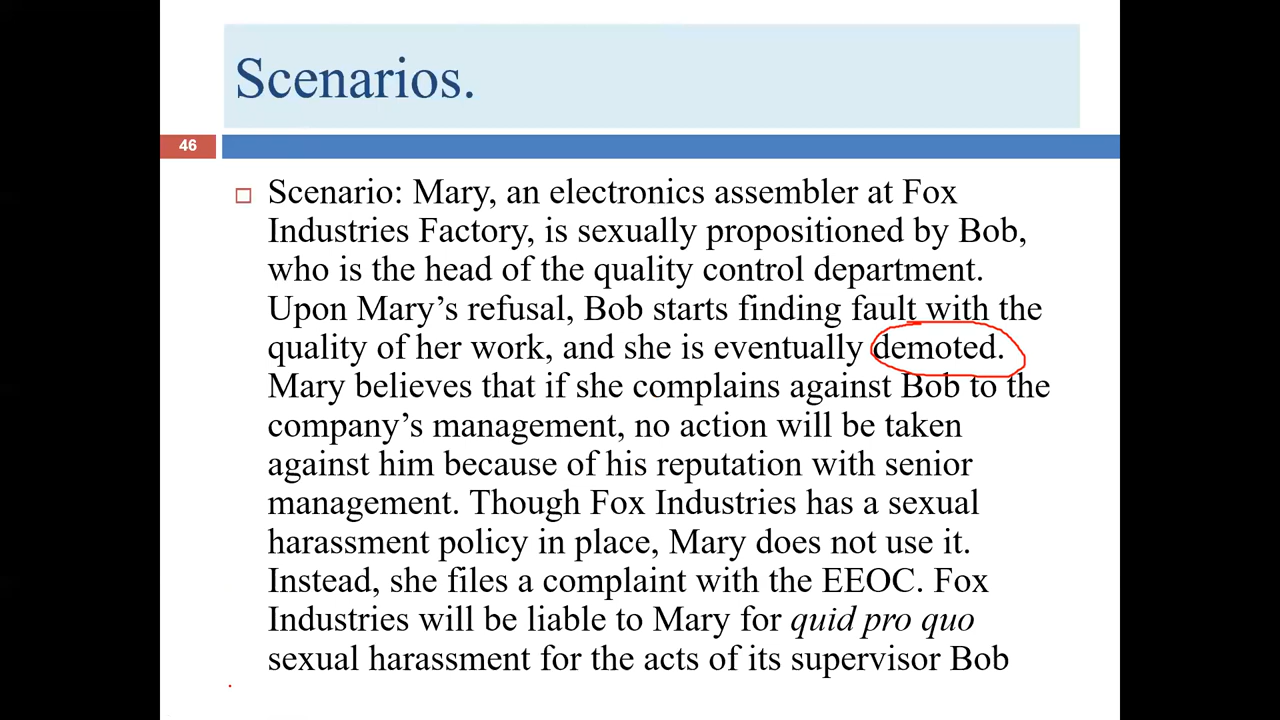 Scenarios.
46
Scenario: Mary, an electronics assembler at Fox
Industries Factory, is sexually propositioned by Bob,
who is the head of the quality control department.
Upon Mary’s refusal, Bob starts finding fault with the
quality of her work, and she is eventually demoted.
Mary believes that if she complains against Bob to the
company’s management, no action will be taken
against him because of his reputation with senior
management. Though Fox Industries has a sexual
harassment policy in place, Mary does not use it.
Instead, she files a complaint with the EEOC. Fox
Industries will be liable to Mary for quid pro quo
sexual harassment for the acts of its supervisor Bob